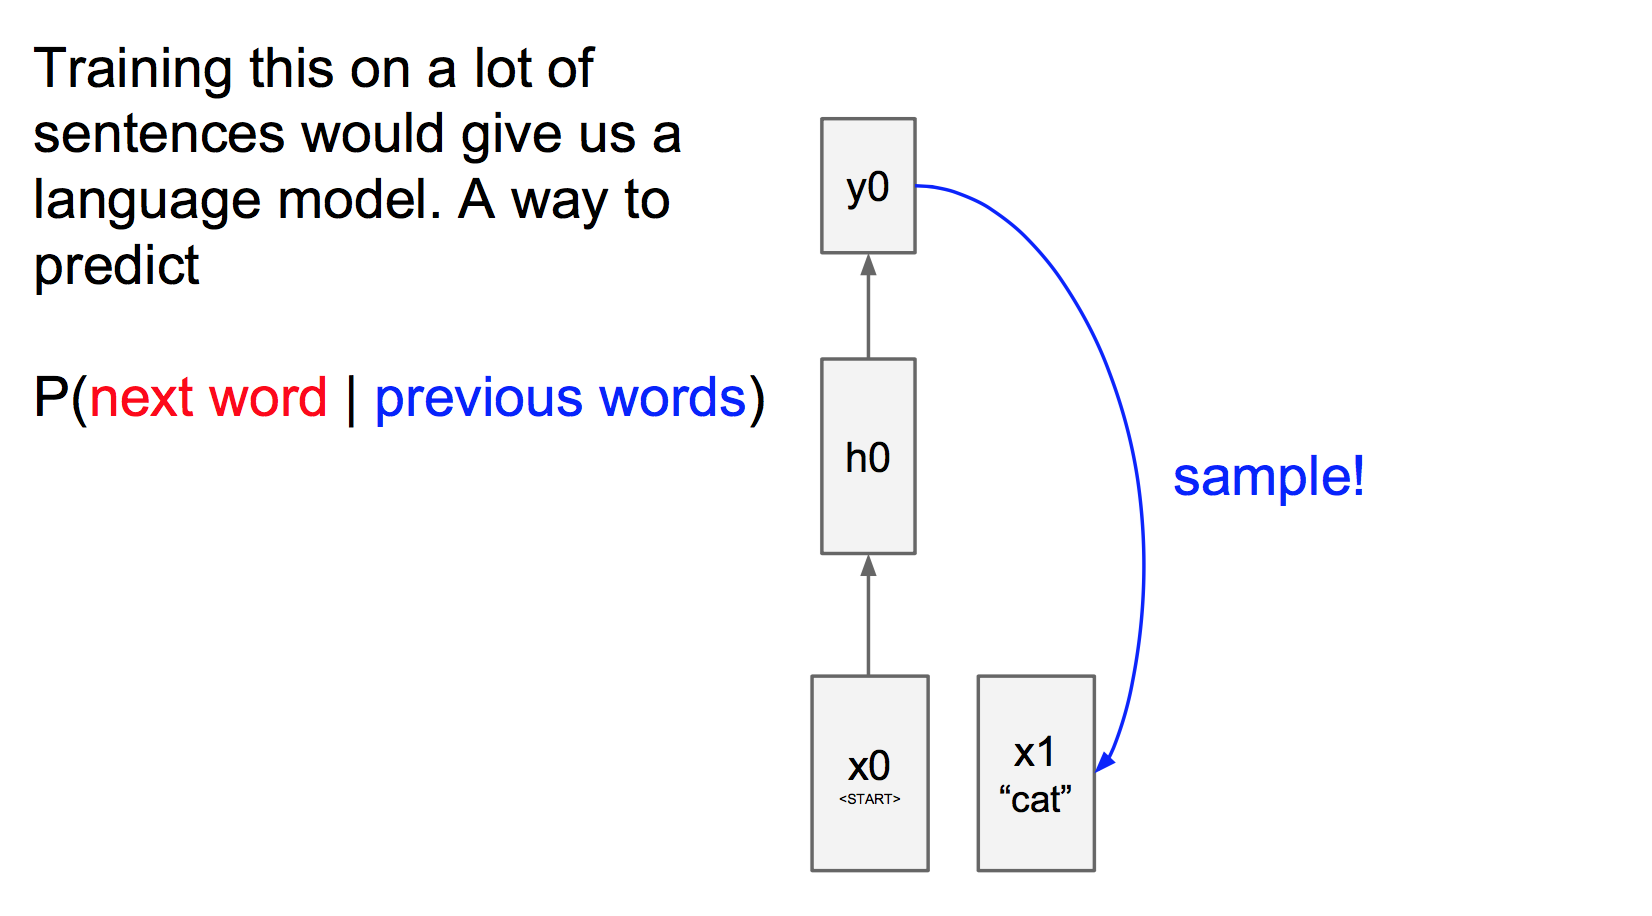 Training this on a lot of
sentences would give us a
language model. A way to
predict
P(next word | previous words)
y0
h0
sample!
x0
<START>
x1
“cat”